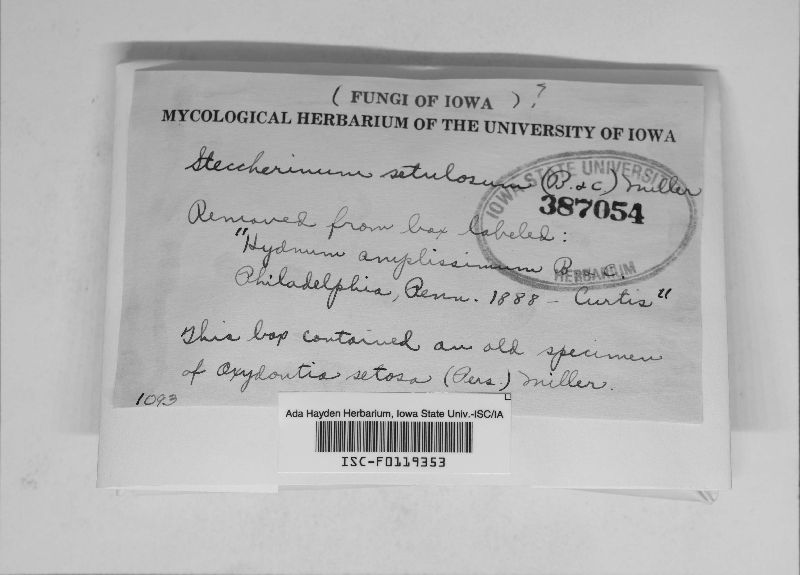 ( FUNGI OF IOWA ) ?
MYCOLOGICAL HERBARIUM OF THE UNIVERSITY OF IOWA
Steccherinum setulosum (B. & C.) Miller
IOWA STATE UNIVERSITY
387054
HERBARIUM
Removed from box labeled:
"Hydnum amplissimum B. & C.
Philadelphia, Penn. 1888 - Curtis"
This box contained an old specimen
of Oxydontia setosa (Pers.) Miller.
1093
Ada Hayden Herbarium, Iowa State Univ.-ISC/IA
ISC-F0119353